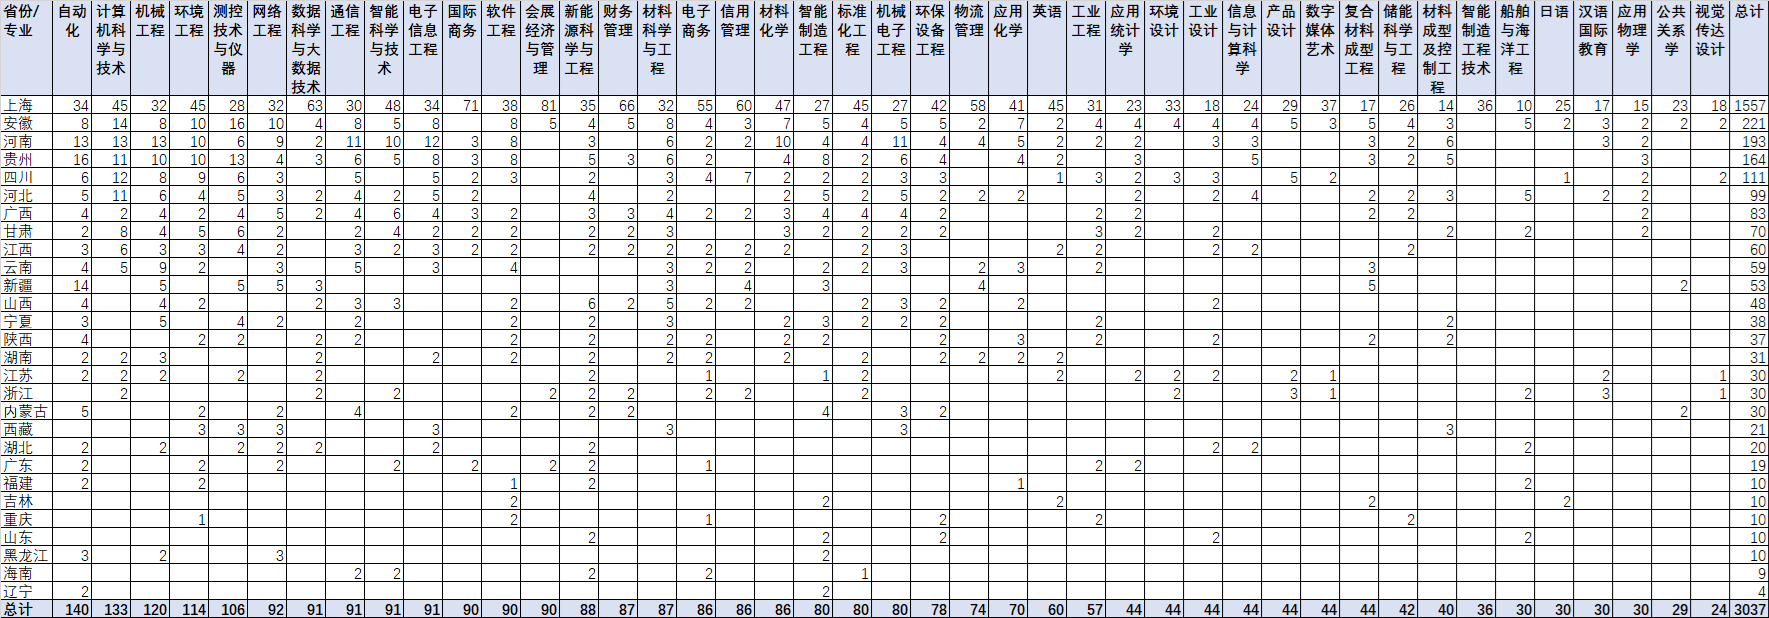 省份/专业 自动化 计算机科学与技术 机械工程 环境工程 测控技术与仪器 网络工程 数据科学与大数据技术 通信工程 智能科学与技术 电子信息工程 国际商务 软件工程 会展经济与管理 新能源科学与工程 财务管理 材料科学与工程 电子商务 信用管理 材料化学 智能制造工程 标准化工程 机械电子工程 环保设备工程 物流管理 应用化学 英语 工业工程 应用统计学 环境设计 工业设计 信息与计算科学 产品设计 数字媒体艺术 复合材料成型工程 储能科学与工程 材料成型及控制工程 智能制造工程技术 船舶与海洋工程 日语 汉语国际教育 应用物理学 公共关系学 视觉传达设计 总计
上海 34 45 32 45 28 32 63 30 48 34 71 38 81 35 66 32 55 60 47 27 45 27 42 58 41 45 31 23 33 18 24 29 37 17 26 14 36 10 25 17 15 23 18 1557
安徽 8 14 8 10 16 10 4 8 5 8 8 5 4 5 8 4 3 7 5 4 5 5 2 7 2 4 4 4 4 4 5 3 5 4 3 5 2 3 2 2 2 221
河南 13 13 13 10 6 9 2 11 10 12 3 8 3 6 2 2 10 4 4 11 4 4 5 2 2 2 3 3 3 2 6 3 2 193
贵州 16 11 10 10 13 4 3 6 5 8 3 8 5 3 6 2 4 8 2 6 4 4 2 3 5 3 2 5 3 164
四川 6 12 8 9 6 3 5 5 2 3 2 3 4 7 2 2 2 3 3 1 3 2 3 3 5 2 1 2 2 111
河北 5 11 6 4 5 3 2 4 2 5 2 4 2 2 5 2 5 2 2 2 2 2 4 2 2 3 5 2 2 99
广西 4 2 4 2 4 5 2 4 6 4 3 2 3 3 4 2 2 3 4 4 4 2 2 2 2 2 2 83
甘肃 2 8 4 5 6 2 2 4 2 2 2 2 2 3 3 2 2 2 2 3 2 2 2 2 2 70
江西 3 6 3 3 4 2 3 2 3 2 2 2 2 2 2 2 2 2 3 2 2 2 2 2 60
云南 4 5 9 2 3 5 3 4 3 2 2 2 2 3 2 3 2 3 59
新疆 14 5 5 5 3 3 4 3 4 5 2 53
山西 4 4 2 2 3 3 2 6 2 5 2 2 2 3 2 2 2 48
宁夏 3 5 4 2 2 2 2 3 2 3 2 2 2 2 2 38
陕西 4 2 2 2 2 2 2 2 2 2 2 2 3 2 2 2 2 37
湖南 2 2 3 2 2 2 2 2 2 2 2 2 2 2 2 31
江苏 2 2 2 2 2 2 1 1 2 2 2 2 2 2 1 2 1 30
浙江 2 2 2 2 2 2 2 2 2 2 3 1 2 3 1 30
内蒙古 5 2 2 4 2 2 2 4 3 2 2 30
西藏 3 3 3 3 3 3 3 21
湖北 2 2 2 2 2 2 2 2 2 2 20
广东 2 2 2 2 2 2 2 1 2 2 19
福建 2 2 1 2 1 2 10
吉林 2 2 2 2 2 10
重庆 1 2 1 2 2 2 10
山东 2 2 2 2 2 10
黑龙江 3 2 3 2 10
海南 2 2 2 2 1 9
辽宁 2 2 4
总计 140 133 120 114 106 92 91 91 91 91 90 90 90 88 87 87 86 86 86 80 80 80 78 74 70 60 57 44 44 44 44 44 44 44 42 40 36 30 30 30 30 29 24 3037